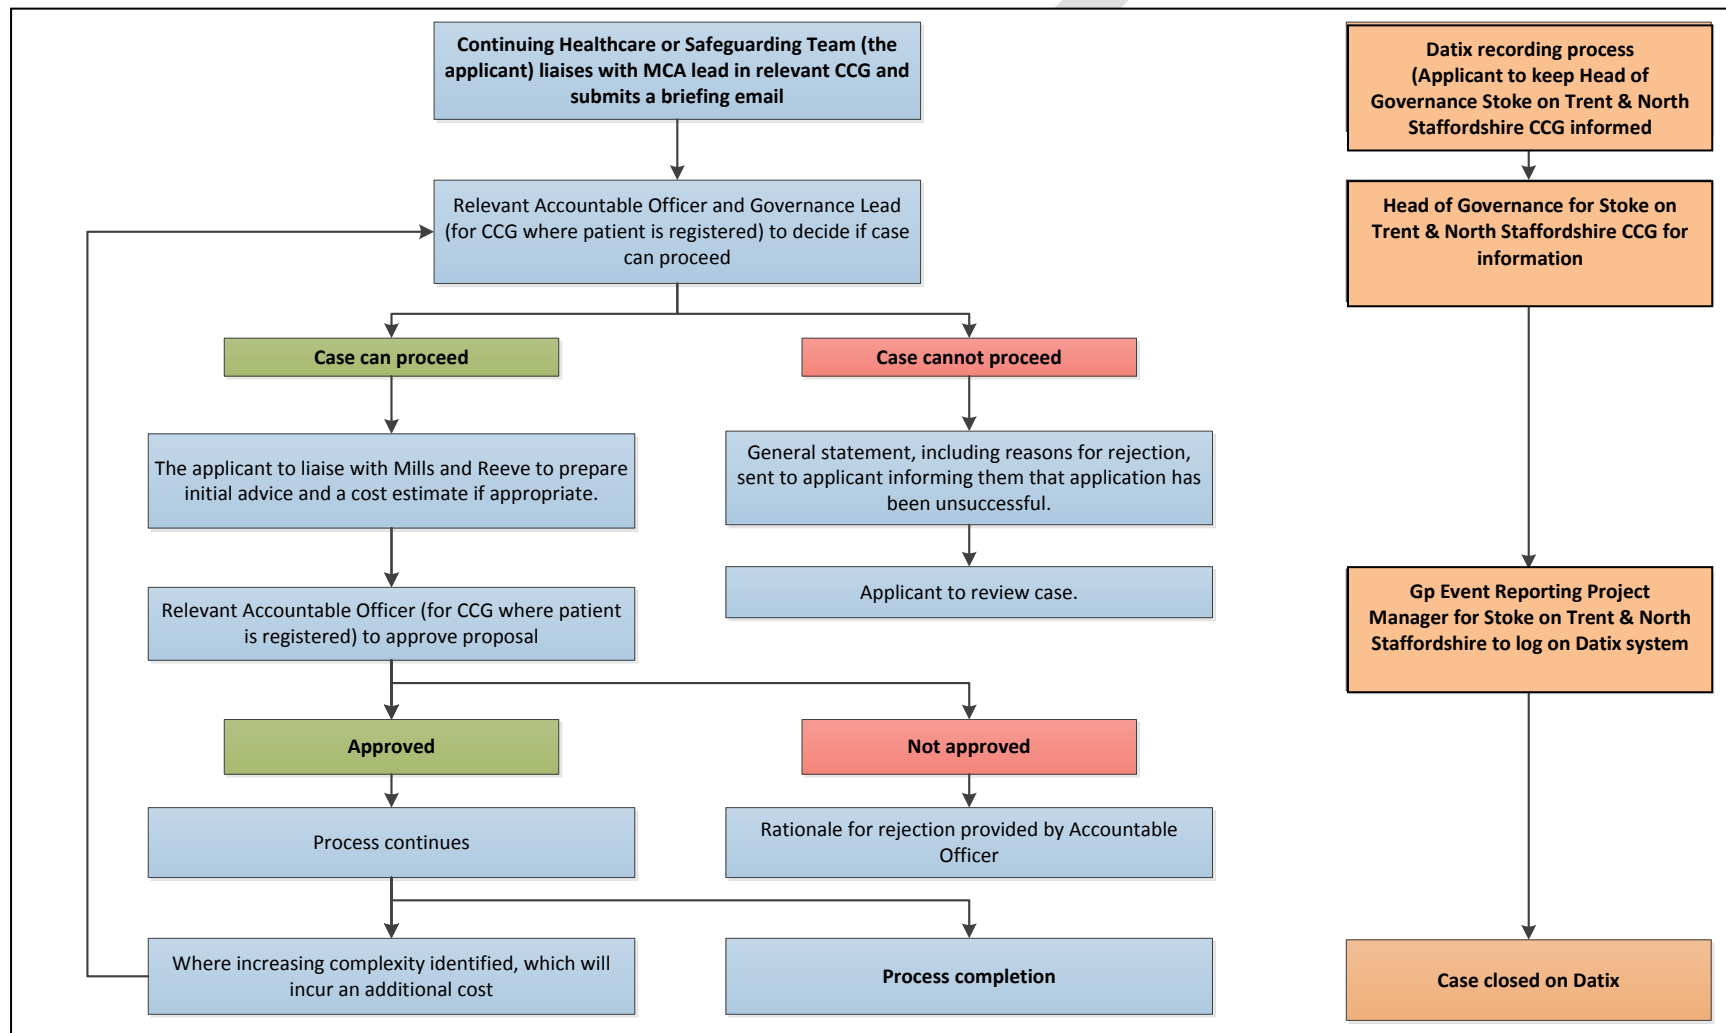 Continuing Healthcare or Safeguarding Team (the
applicant) liaises with MCA lead in relevant CCG and
submits a briefing email
Relevant Accountable Officer and Governance Lead
(for CCG where patient is registered) to decide if case
can proceed
Case can proceed
Case cannot proceed
The applicant to liaise with Mills and Reeve to prepare
initial advice and a cost estimate if appropriate.
General statement, including reasons for rejection,
sent to applicant informing them that application has
been unsuccessful.
Relevant Accountable Officer (for CCG where patient
is registered) to approve proposal
Applicant to review case.
Approved
Not approved
Process continues
Rationale for rejection provided by Accountable
Officer
Where increasing complexity identified, which will
incur an additional cost
Process completion
Datix recording process
(Applicant to keep Head of
Governance Stoke on Trent & North
Staffordshire CCG informed
Head of Governance for Stoke on
Trent & North Staffordshire CCG for
information
Gp Event Reporting Project
Manager for Stoke on Trent & North
Staffordshire to log on Datix system
Case closed on Datix